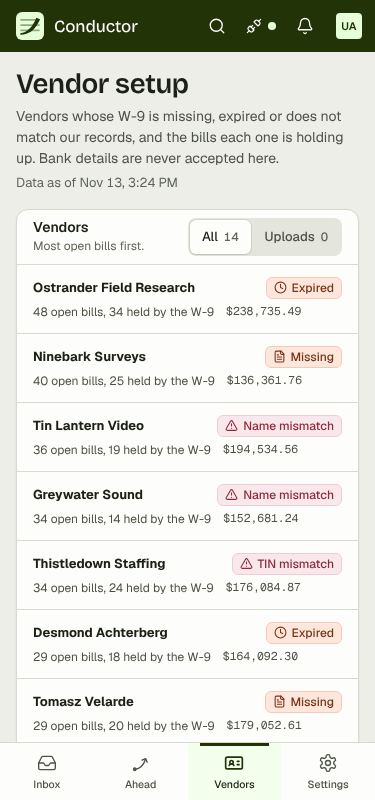 Conductor
UA
Vendor setup
Vendors whose W-9 is missing, expired or does not
match our records, and the bills each one is holding
up. Bank details are never accepted here.
Data as of Nov 13, 3:24 PM
Vendors
Most open bills first.
All 14
Uploads 0
Ostrander Field Research
Expired
48 open bills, 34 held by the W-9 $238,735.49
Ninebark Surveys
Missing
40 open bills, 25 held by the W-9 $136,361.76
Tin Lantern Video
Name mismatch
36 open bills, 19 held by the W-9 $194,534.56
Greywater Sound
Name mismatch
34 open bills, 14 held by the W-9 $152,681.24
Thistledown Staffing
TIN mismatch
34 open bills, 24 held by the W-9 $176,084.87
Desmond Achterberg
Expired
29 open bills, 18 held by the W-9 $164,092.30
Tomasz Velarde
Missing
29 open bills, 20 held by the W-9 $179,052.61
Inbox
Ahead
Vendors
Settings